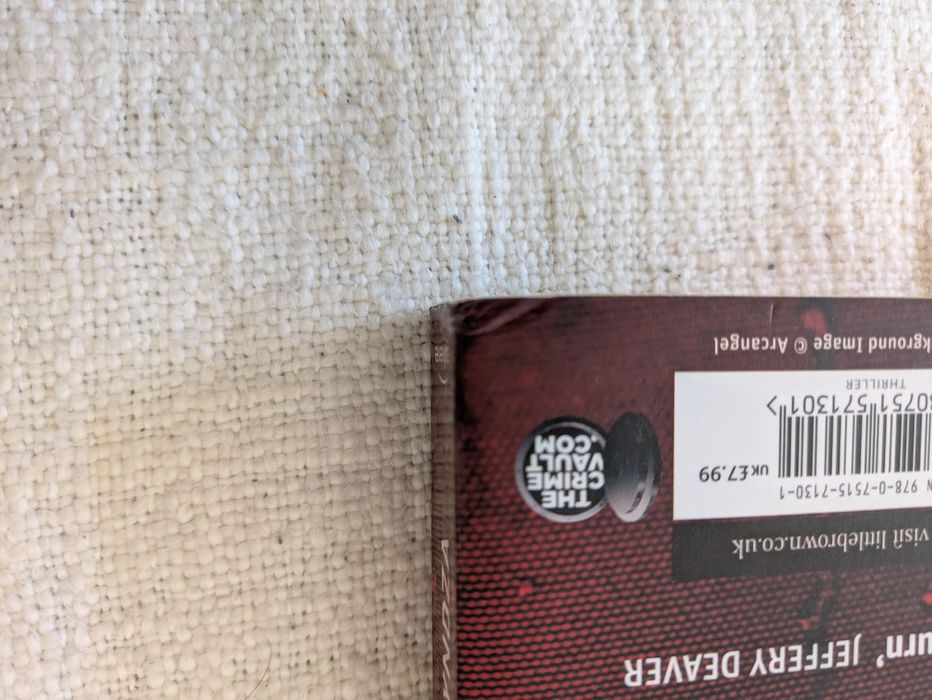 urn' JEFFERY DEAVER
visit littlebrown.co.uk
N 978-0-7515-7130-1
UK£7.99
80751 571301 >
THRILLER
THE
CRIME
VAULT
.COM
kground Image © Arcangel